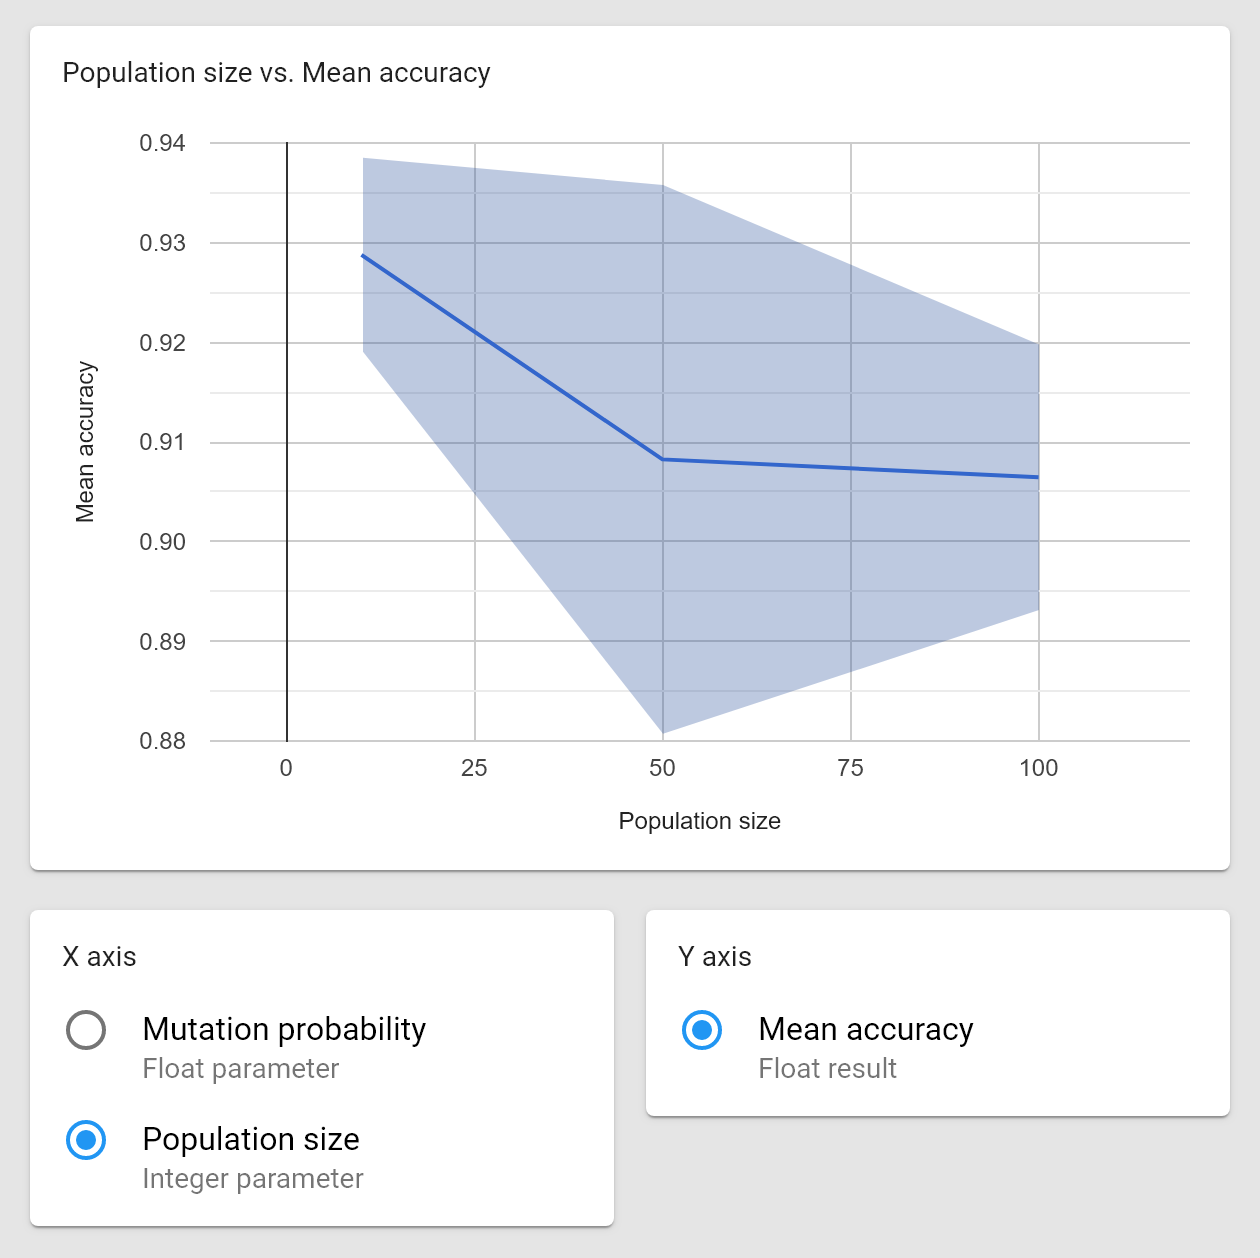 Population size vs. Mean accuracy
0.94
0.93
0.92
0.91
0.90
0.89
0.88
Mean accuracy
0 25 50 75 100
Population size
X axis
Mutation probability
Float parameter
Population size
Integer parameter
Y axis
Mean accuracy
Float result